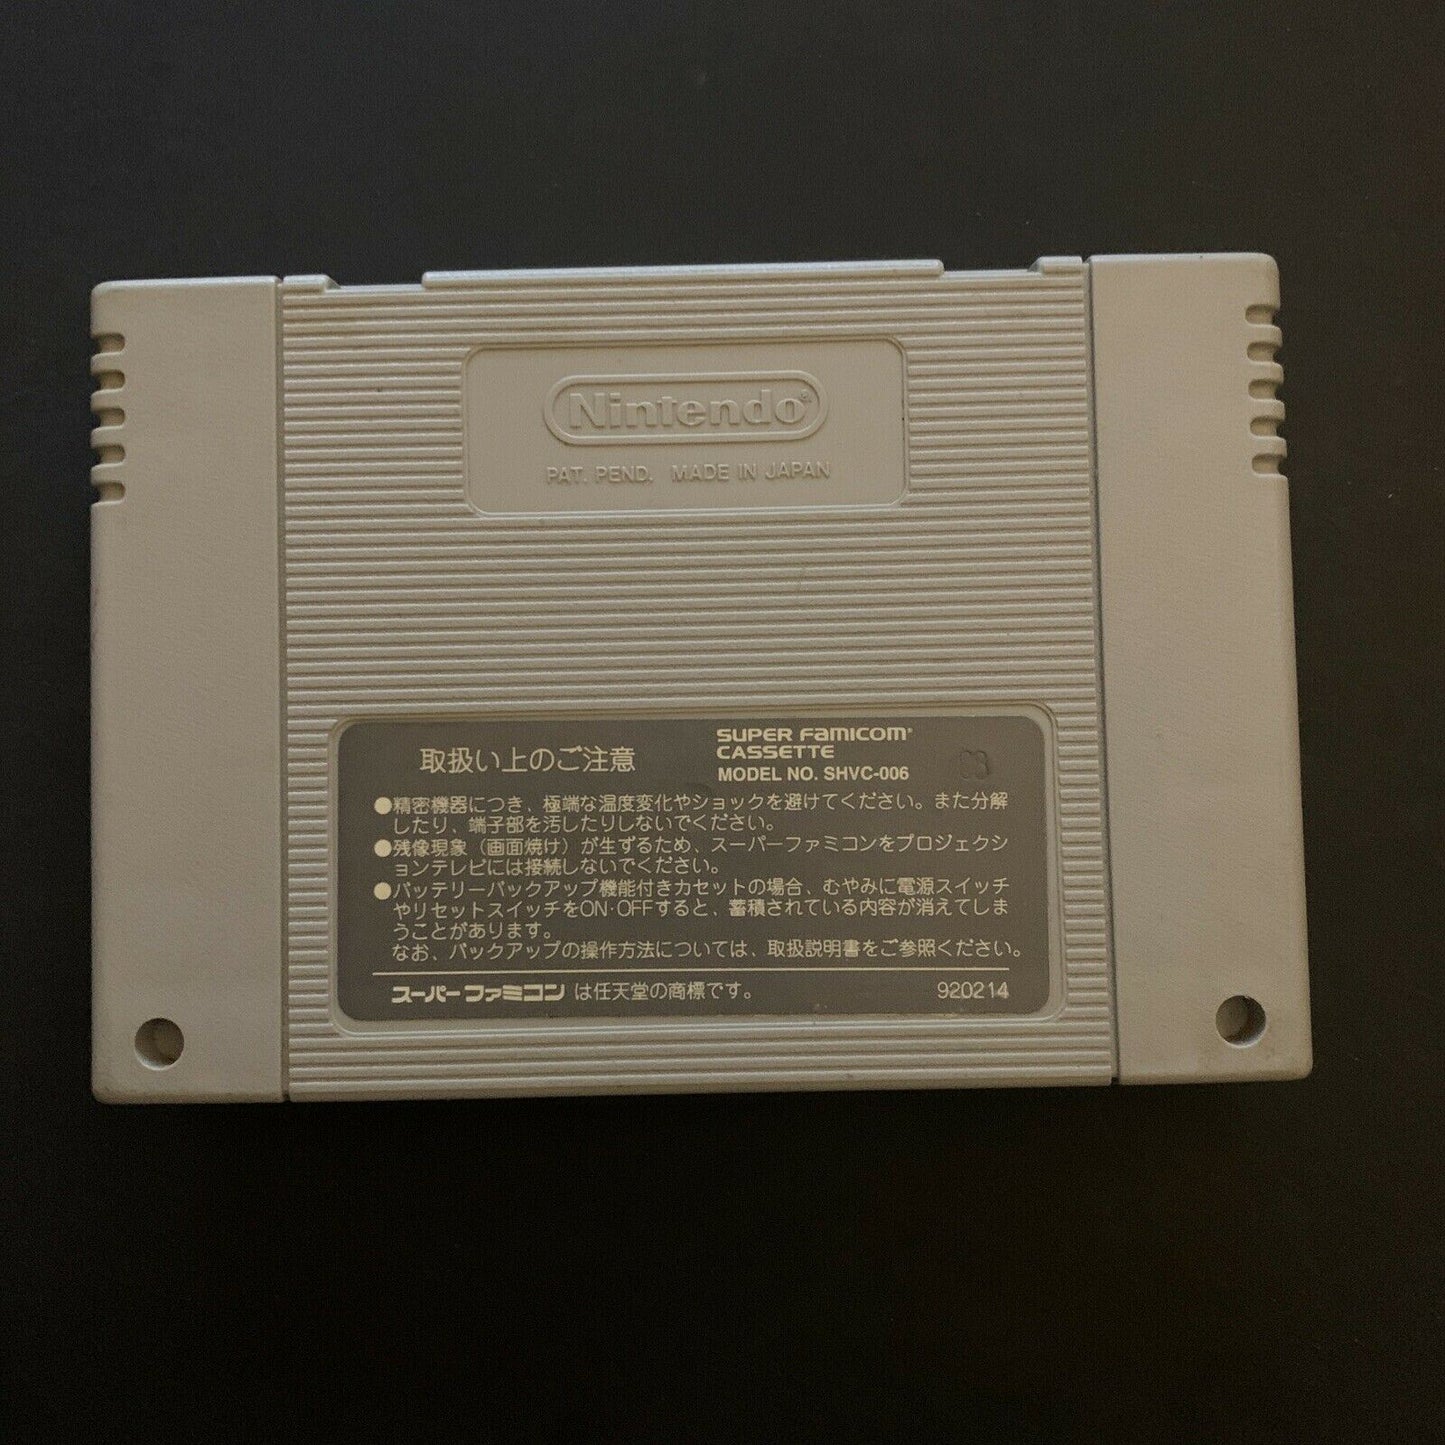 Nintendo®
PAT. PEND. MADE IN JAPAN
取扱い上のご注意
SUPER FAMICOM®
CASSETTE
MODEL NO. SHVC-006
●精密機器につき、極端な温度変化やショックを避けてください。また分解
したり、端子部を汚したりしないでください。
●残像現象（画面焼け）が生ずるため、スーパーファミコンをプロジェクシ
ョンテレビには接続しないでください。
●バッテリーバックアップ機能付きカセットの場合、むやみに電源スイッチ
やリセットスイッチをON・OFFすると、蓄積されている内容が消えてしま
うことがあります。
なお、バックアップの操作方法については、取扱説明書をご参照ください。
スーパーファミコン は任天堂の商標です。 920214